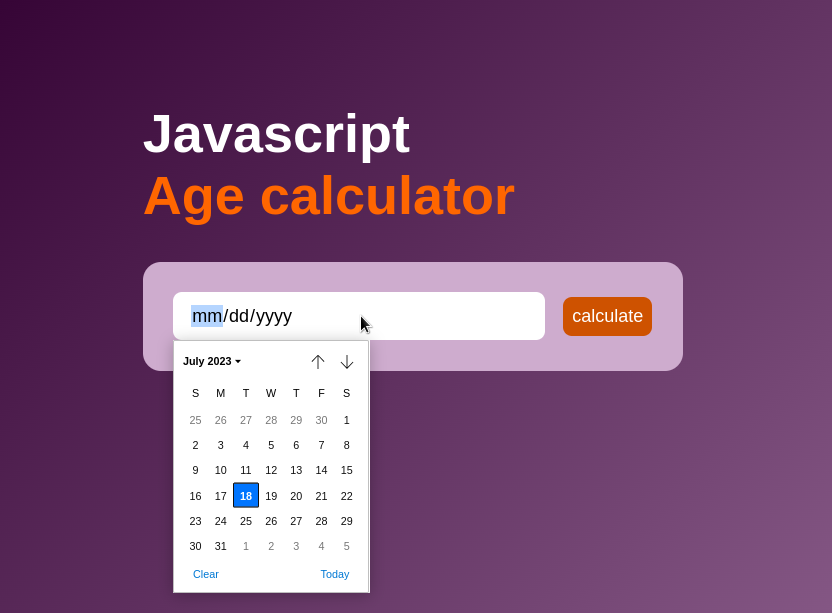 Javascript
Age calculator
mm/dd/yyyy
calculate
July 2023
S M T W T F S
25 26 27 28 29 30 1
2 3 4 5 6 7 8
9 10 11 12 13 14 15
16 17 18 19 20 21 22
23 24 25 26 27 28 29
30 31 1 2 3 4 5
Clear Today